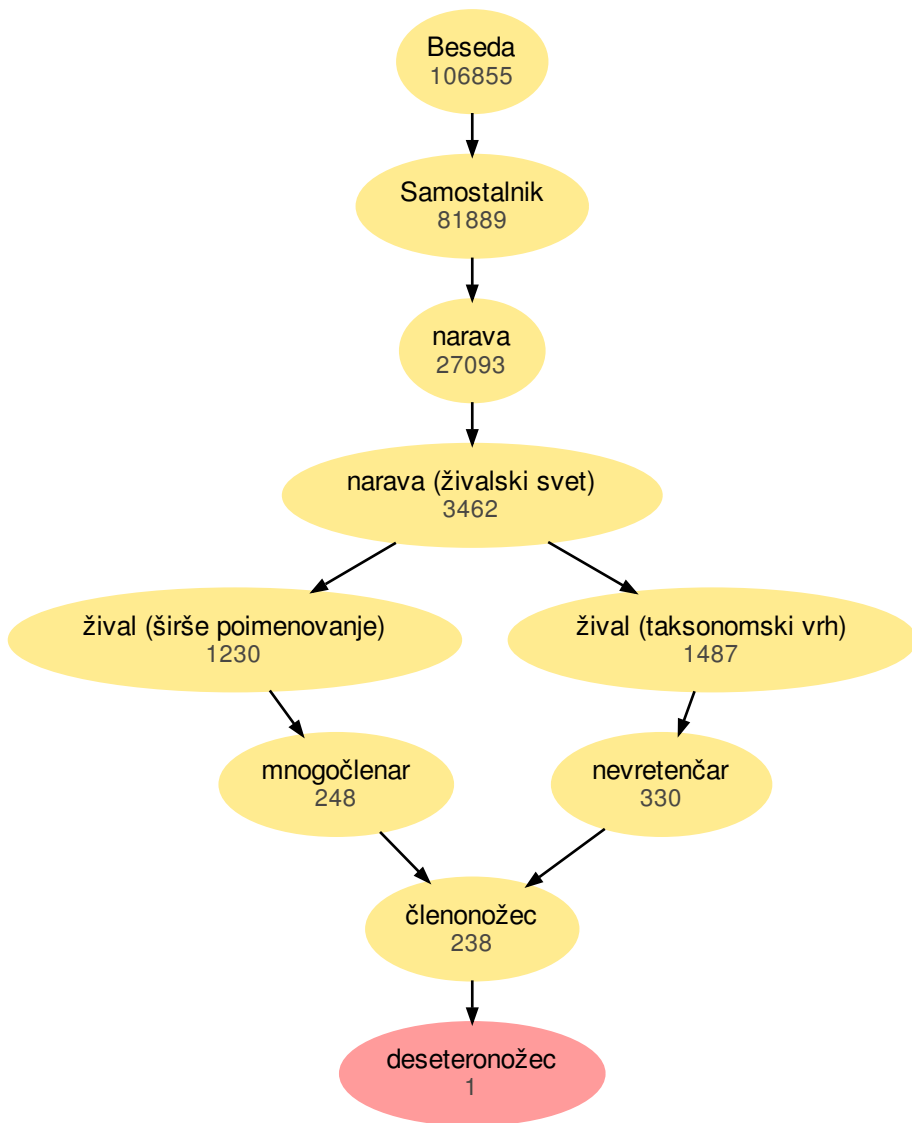 Beseda
106855
Samostalnik
81889
narava
27093
narava (živalski svet)
3462
žival (širše poimenovanje)
1230
žival (taksonomski vrh)
1487
mnogočlenar
248
nevretenčar
330
členonožec
238
deseteronožec
1